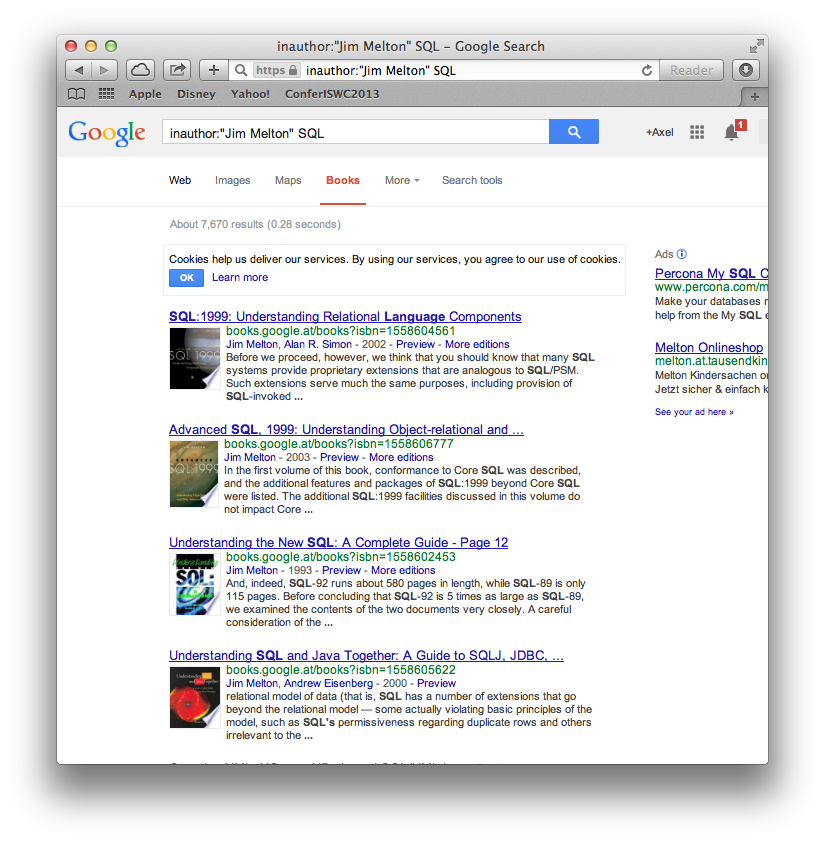 inauthor:"Jim Melton" SQL – Google Search
https inauthor:"Jim Melton" SQL Reader
Apple Disney Yahoo! ConferISWC2013
Google inauthor:"Jim Melton" SQL +Axel 1
Web Images Maps Books More Search tools
About 7,670 results (0.28 seconds)
Cookies help us deliver our services. By using our services, you agree to our use of cookies.
OK Learn more
SQL:1999: Understanding Relational Language Components
books.google.at/books?isbn=1558604561
Jim Melton, Alan R. Simon - 2002 - Preview - More editions
Before we proceed, however, we think that you should know that many SQL
systems provide proprietary extensions that are analogous to SQL/PSM.
Such extensions serve much the same purposes, including provision of
SQL-invoked ...
SQL:1999
Advanced SQL, 1999: Understanding Object-relational and ...
books.google.at/books?isbn=1558606777
Jim Melton - 2003 - Preview - More editions
In the first volume of this book, conformance to Core SQL was described,
and the additional features and packages of SQL:1999 beyond Core SQL
were listed. The additional SQL:1999 facilities discussed in this volume do
not impact Core ...
ADVANCED
SQL:1999
Understanding the New SQL: A Complete Guide - Page 12
books.google.at/books?isbn=1558602453
Jim Melton - 1993 - Preview - More editions
And, indeed, SQL-92 runs about 580 pages in length, while SQL-89 is only
115 pages. Before concluding that SQL-92 is 5 times as large as SQL-89,
we examined the contents of the two documents very closely. A careful
consideration of the ...
Understanding
SQL:
Understanding SQL and Java Together: A Guide to SQLJ, JDBC, ...
books.google.at/books?isbn=1558605622
Jim Melton, Andrew Eisenberg - 2000 - Preview
relational model of data (that is, SQL has a number of extensions that go
beyond the relational model — some actually violating basic principles of the
model, such as SQL's permissiveness regarding duplicate rows and others
irrelevant to the ...
Ads
Percona My SQL C
www.percona.com/m
Make your databases
help from the My SQL
Melton Onlineshop
melton.at.tausendkin
Melton Kindersachen
Jetzt sicher & einfach
See your ad here »